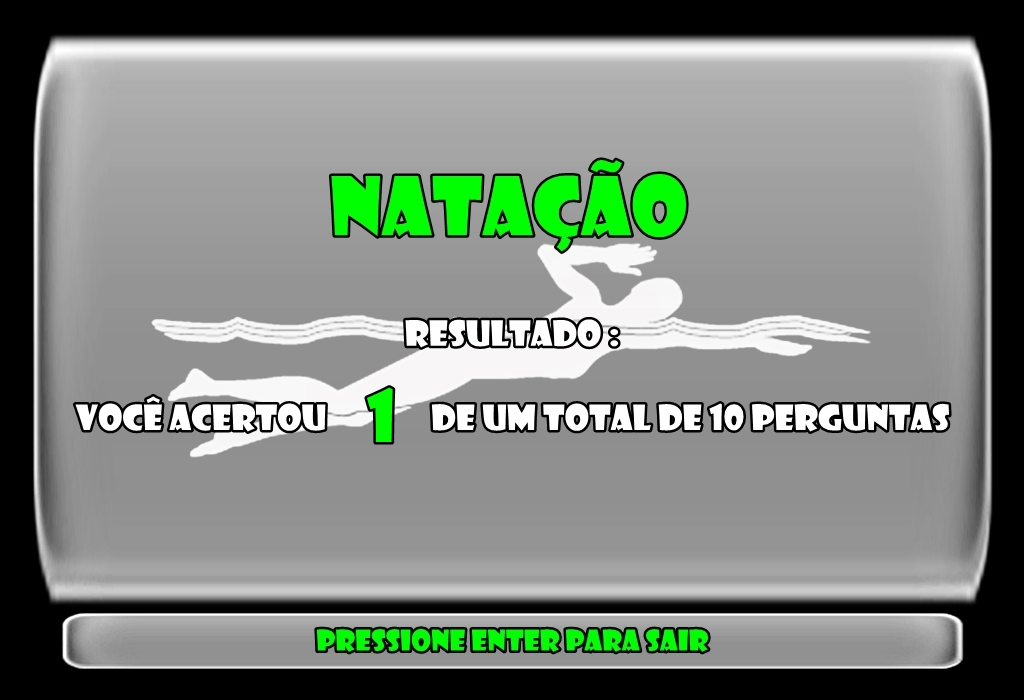 NATAÇÃO
RESULTADO :
VOCÊ ACERTOU 1 DE UM TOTAL DE 10 PERGUNTAS
PRESSIONE ENTER PARA SAIR